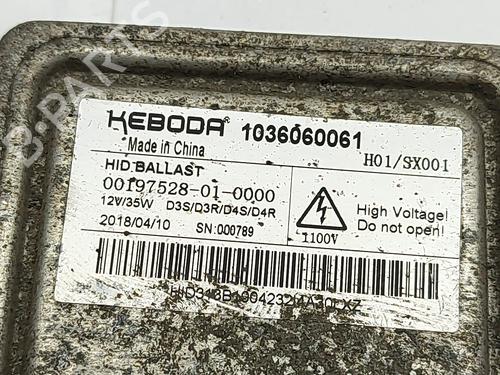 KEBODA 1036060061
Made in China
H01/SX001
HID BALLAST
00197528-01-0000
12V/35W D3S/D3R/D4S/D4R
2018/04/10 SN:000789
1100V
High Voltage!
Do not open!
B-PARTS